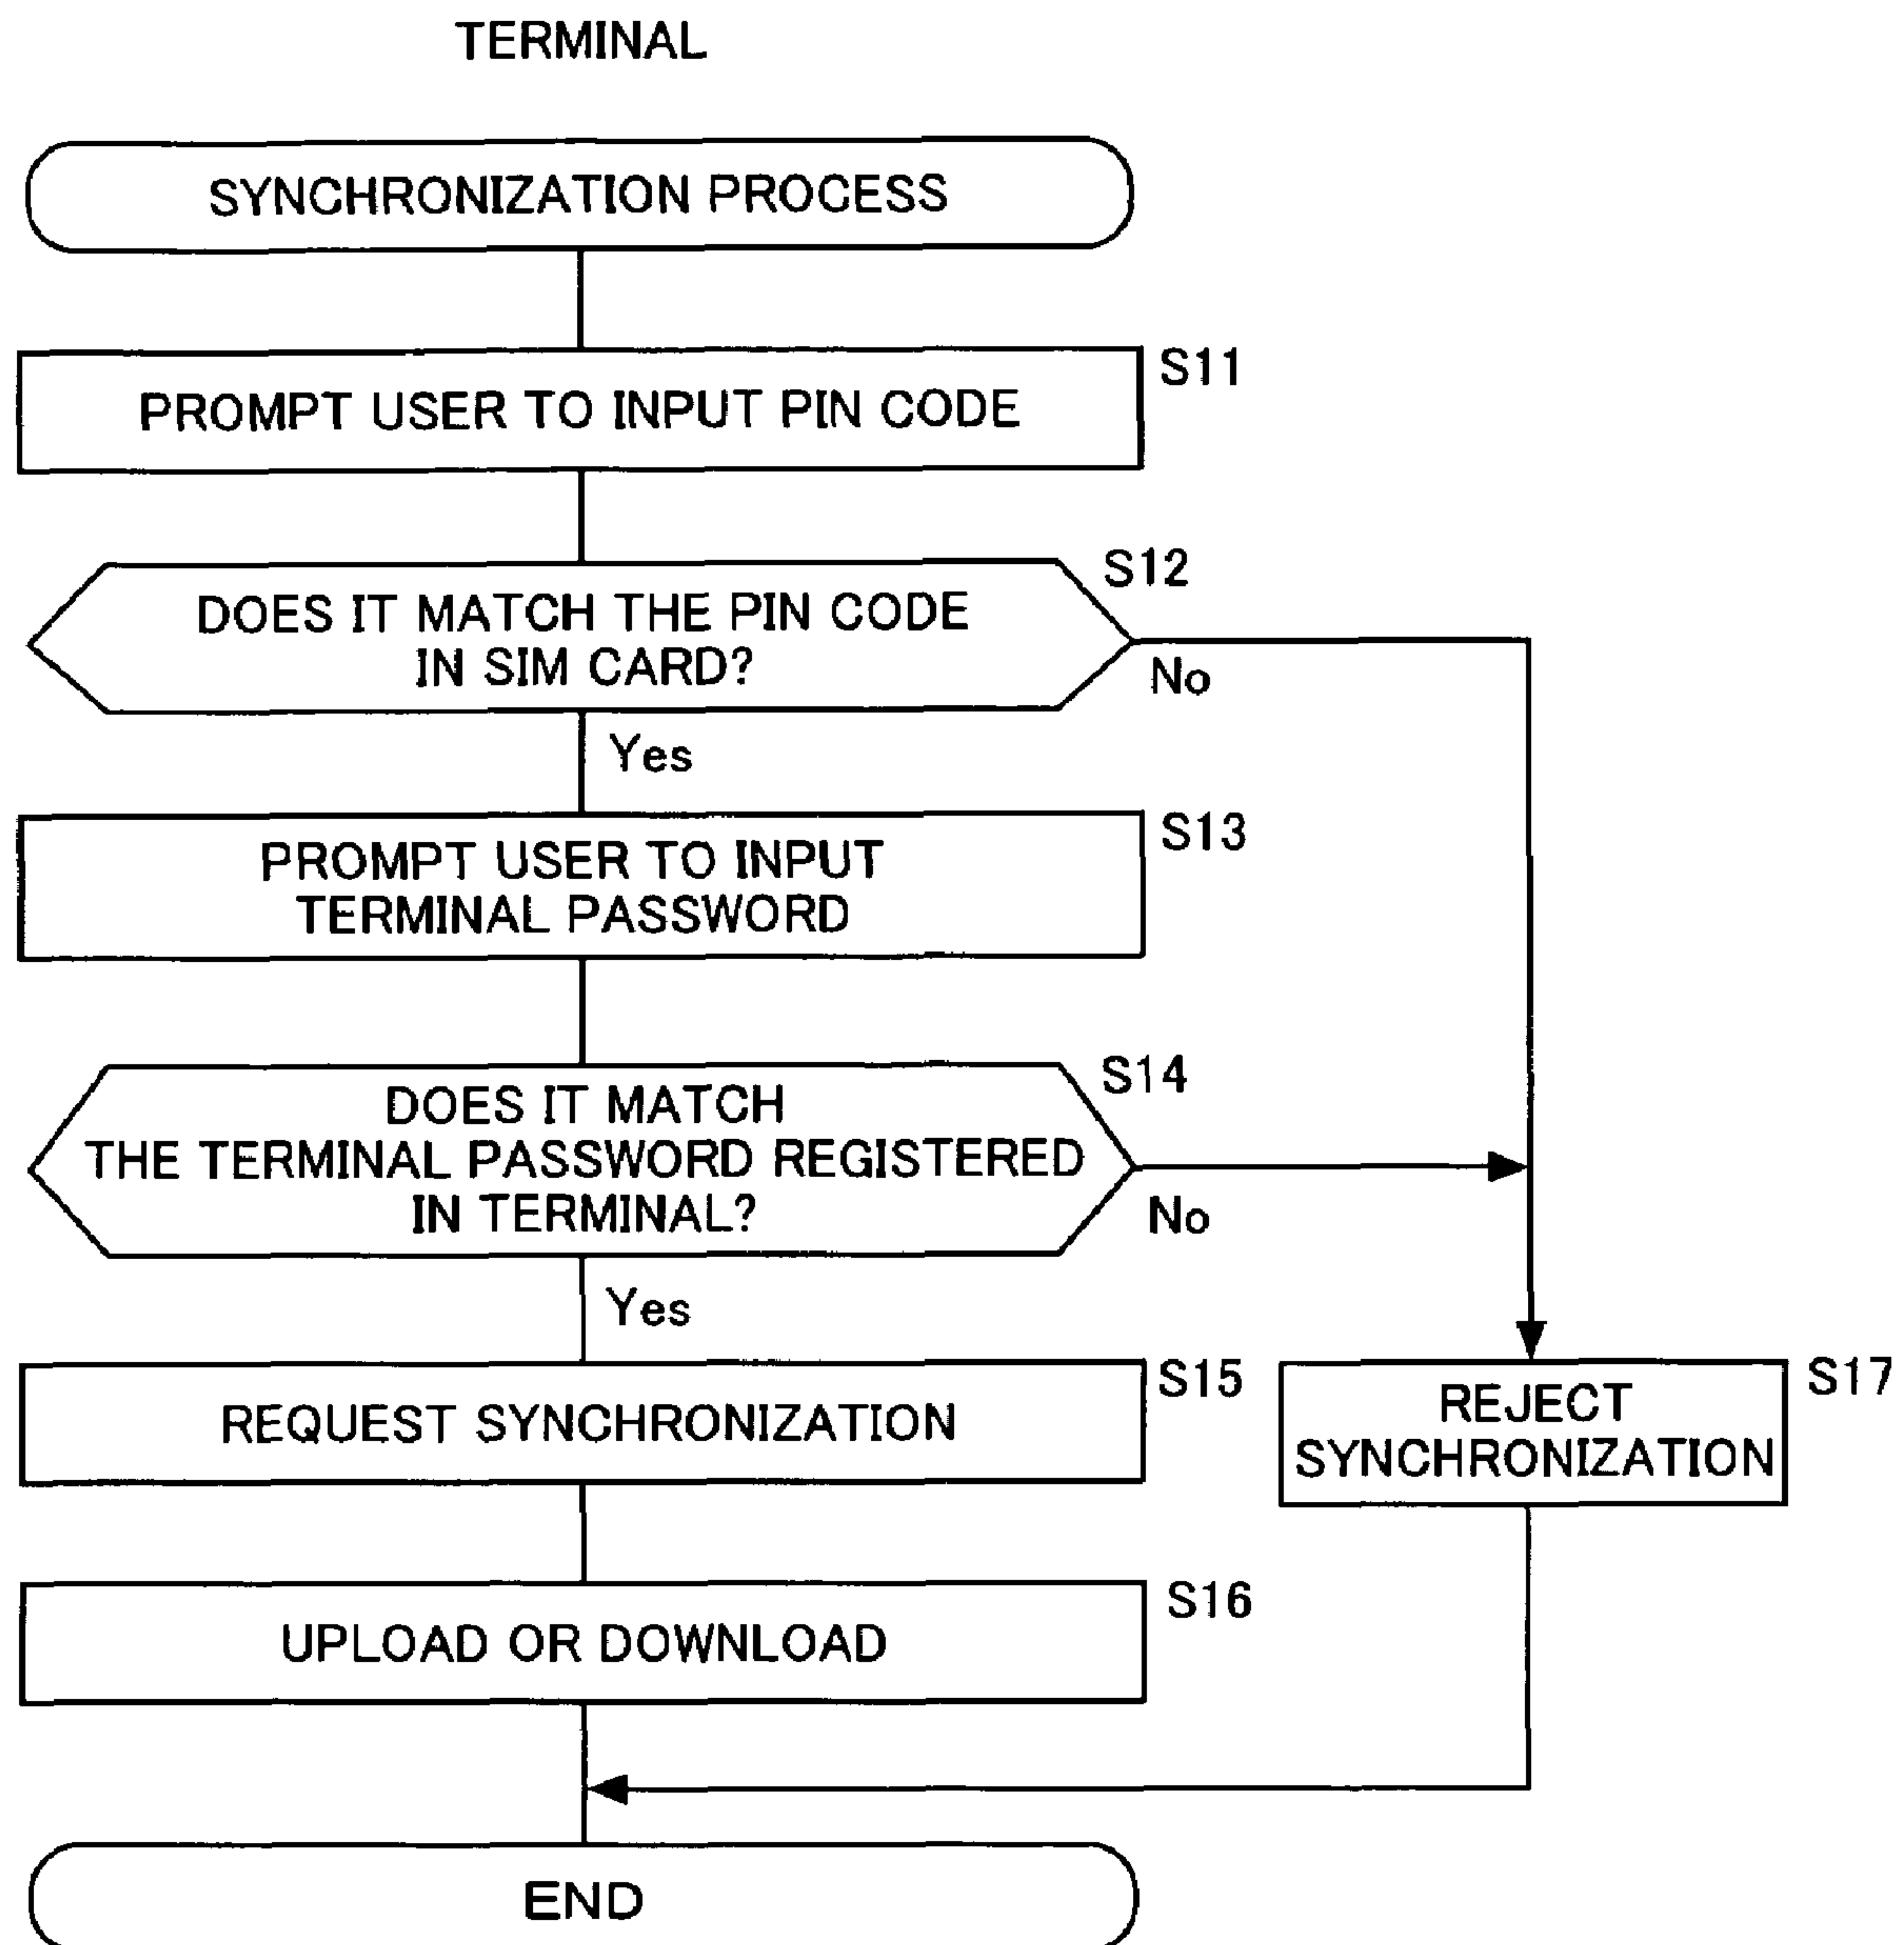 TERMINAL
SYNCHRONIZATION PROCESS
S11
PROMPT USER TO INPUT PIN CODE
S12
DOES IT MATCH THE PIN CODE
IN SIM CARD?
No
Yes
S13
PROMPT USER TO INPUT
TERMINAL PASSWORD
S14
DOES IT MATCH
THE TERMINAL PASSWORD REGISTERED
IN TERMINAL?
No
Yes
S15
REQUEST SYNCHRONIZATION
S17
REJECT
SYNCHRONIZATION
S16
UPLOAD OR DOWNLOAD
END